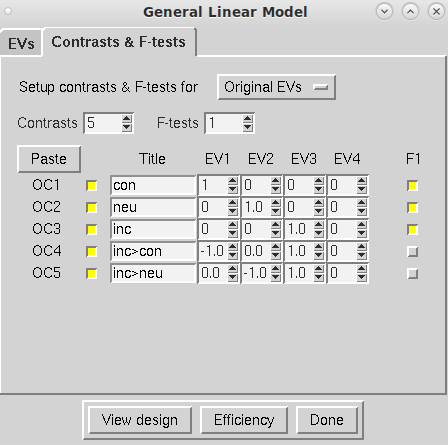 General Linear Model
EVs Contrasts & F-tests
Setup contrasts & F-tests for Original EVs
Contrasts 5 F-tests 1
Paste Title EV1 EV2 EV3 EV4 F1
OC1 con 1 0 0 0
OC2 neu 0 1.0 0 0
OC3 inc 0 0 1.0 0
OC4 inc>con -1.0 0.0 1.0 0
OC5 inc>neu 0.0 -1.0 1.0 0
View design Efficiency Done